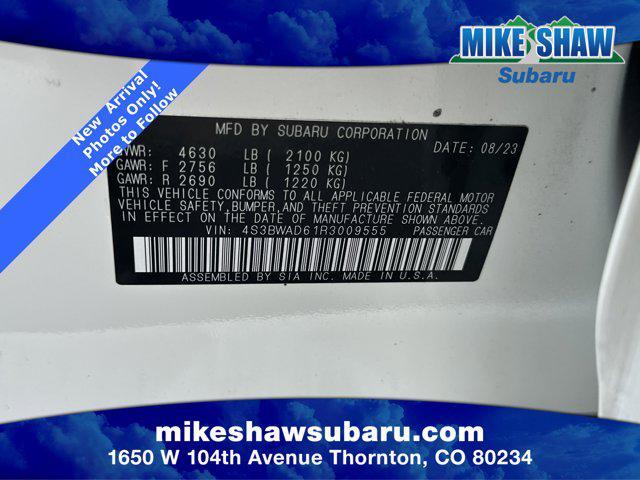 MIKE SHAW
Subaru
New Arrival
Photos Only!
More to Follow
MFD BY SUBARU CORPORATION
GVWR: 4630 LB ( 2100 KG) DATE: 08/23
GAWR: F 2756 LB ( 1250 KG)
GAWR: R 2690 LB ( 1220 KG)
THIS VEHICLE CONFORMS TO ALL APPLICABLE FEDERAL MOTOR
VEHICLE SAFETY, BUMPER, AND THEFT PREVENTION STANDARDS
IN EFFECT ON THE DATE OF MANUFACTURE SHOWN ABOVE.
VIN: 4S3BWAD61R3009555 PASSENGER CAR
ASSEMBLED BY SIA INC. MADE IN U.S.A.
mikeshawsubaru.com
1650 W 104th Avenue Thornton, CO 80234